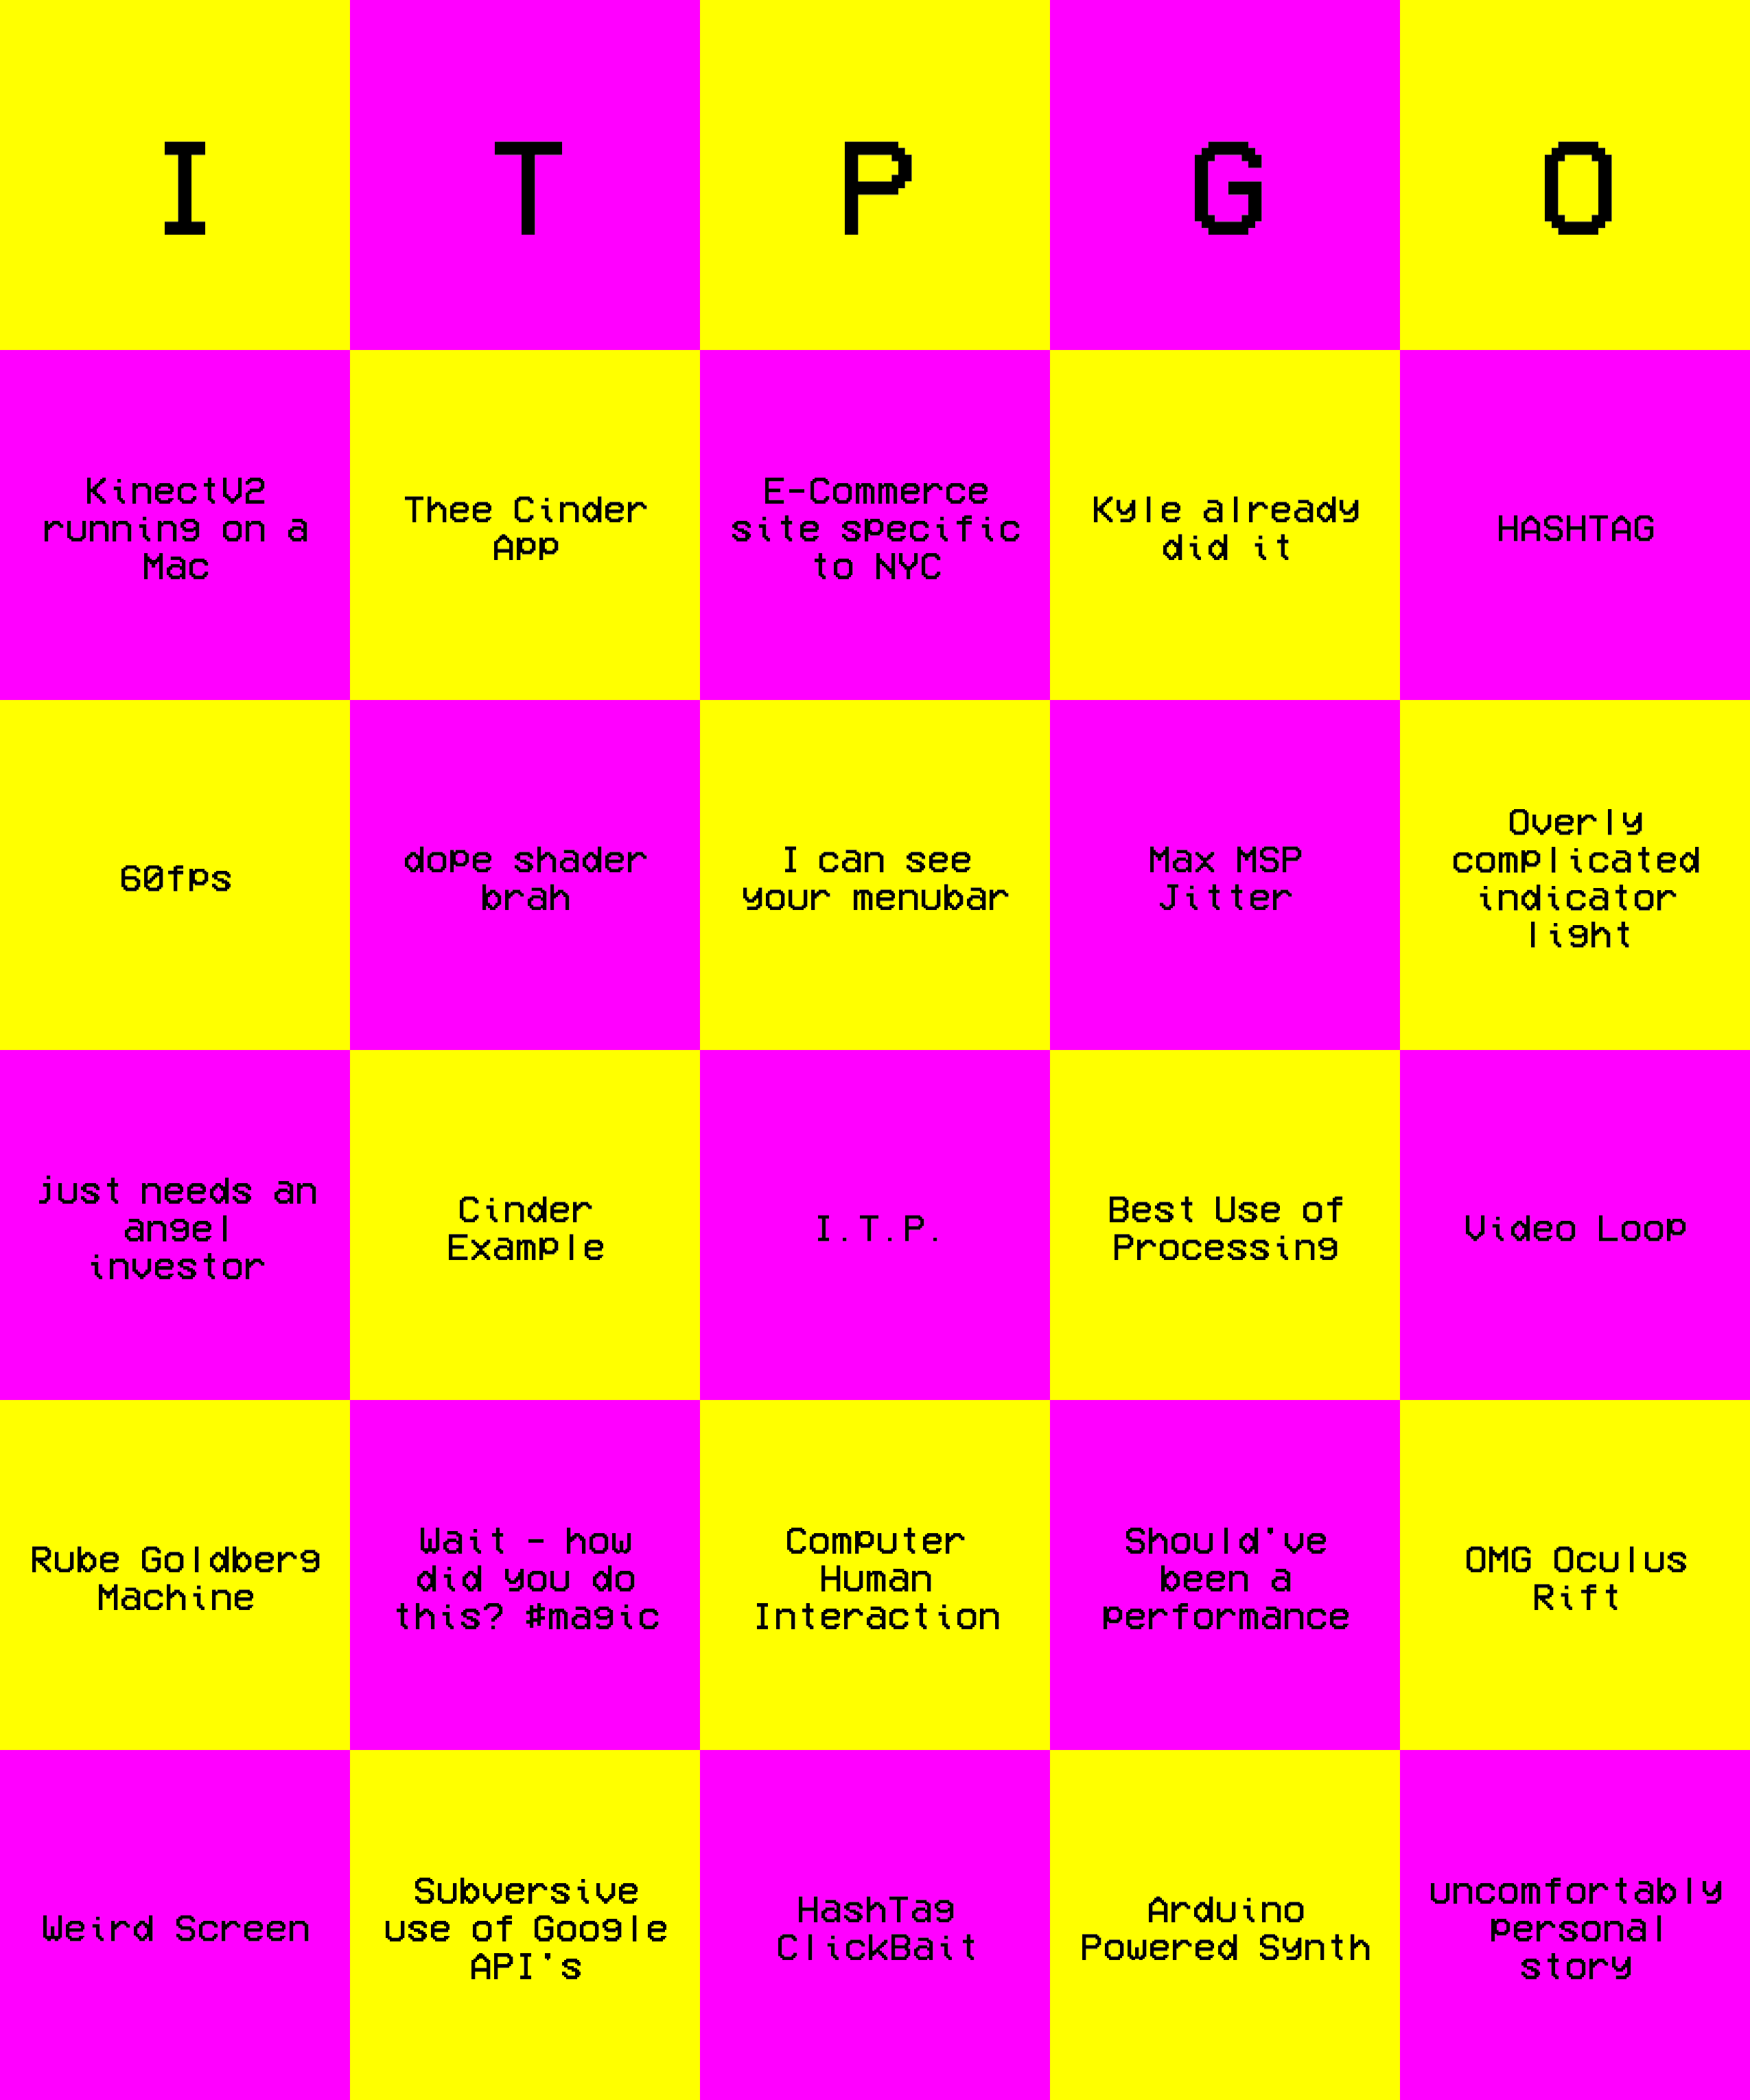 I T P G O
KinectV2
running on a
Mac
Thee Cinder
App
E-Commerce
site specific
to NYC
Kyle already
did it
HASHTAG
60fps
dope shader
brah
I can see
your menubar
Max MSP
Jitter
Overly
complicated
indicator
light
just needs an
angel
investor
Cinder
Example
I.T.P.
Best Use of
Processing
Video Loop
Rube Goldberg
Machine
Wait - how
did you do
this? #magic
Computer
Human
Interaction
Should've
been a
performance
OMG Oculus
Rift
Weird Screen
Subversive
use of Google
API's
HashTag
ClickBait
Arduino
Powered Synth
uncomfortably
personal
story